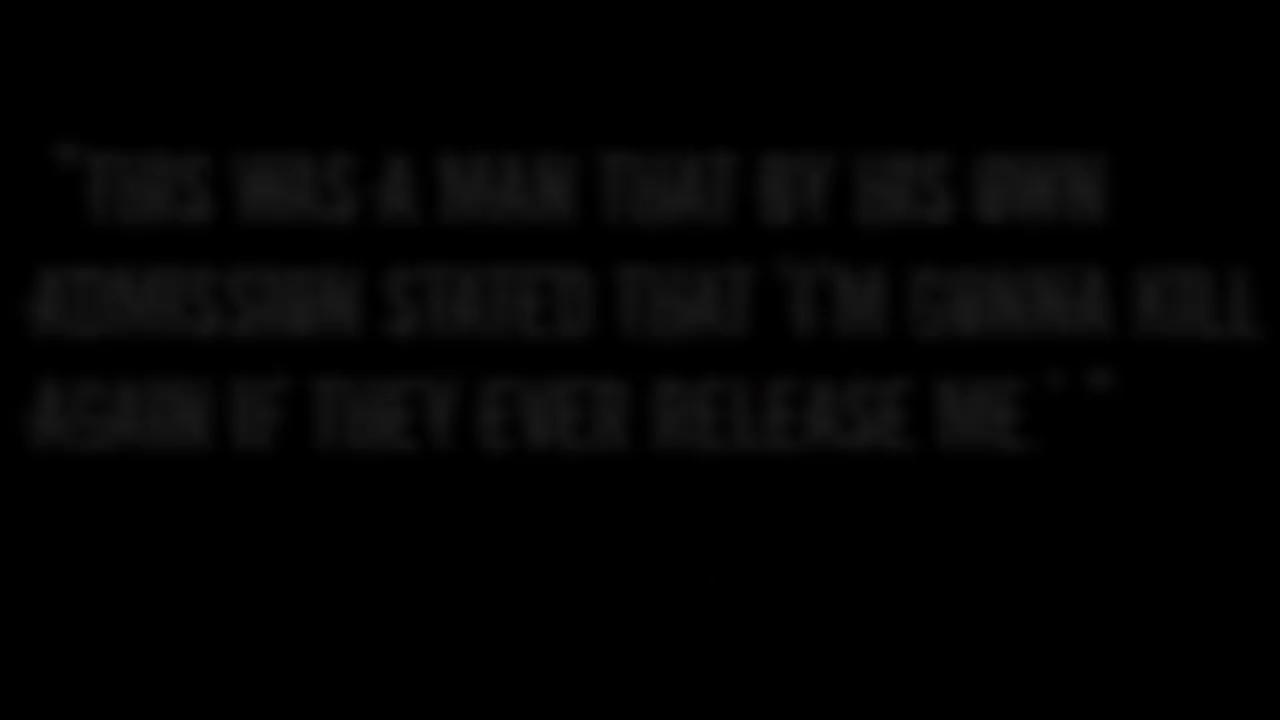 "THIS WAS A MAN THAT BY HIS OWN
ADMISSION STATED THAT 'I'M GONNA KILL
AGAIN IF THEY EVER RELEASE ME.' "